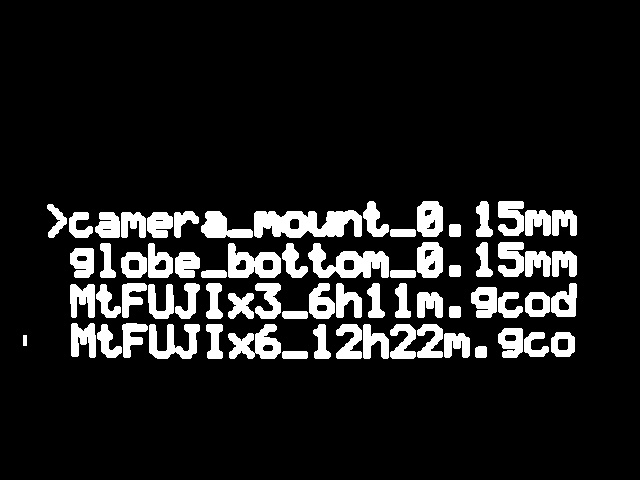 >camera_mount_0.15mm
globe_bottom_0.15mm
MtFUJIx3_6h11m.gcod
MtFUJIx6_12h22m.gco